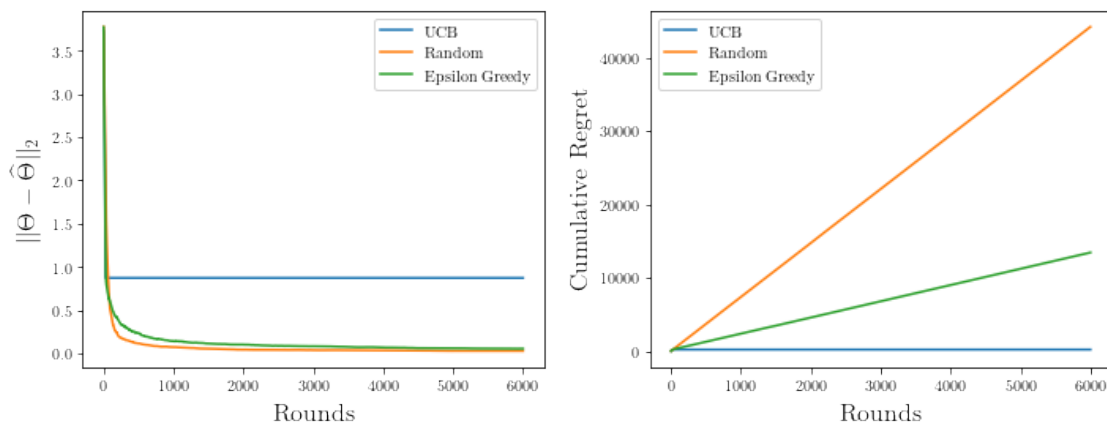 3.5
3.0
2.5
2.0
1.5
1.0
0.5
0.0
||Θ − Θ̂||₂
0 1000 2000 3000 4000 5000 6000
Rounds
UCB
Random
Epsilon Greedy
40000
30000
20000
10000
0
Cumulative Regret
0 1000 2000 3000 4000 5000 6000
Rounds
UCB
Random
Epsilon Greedy